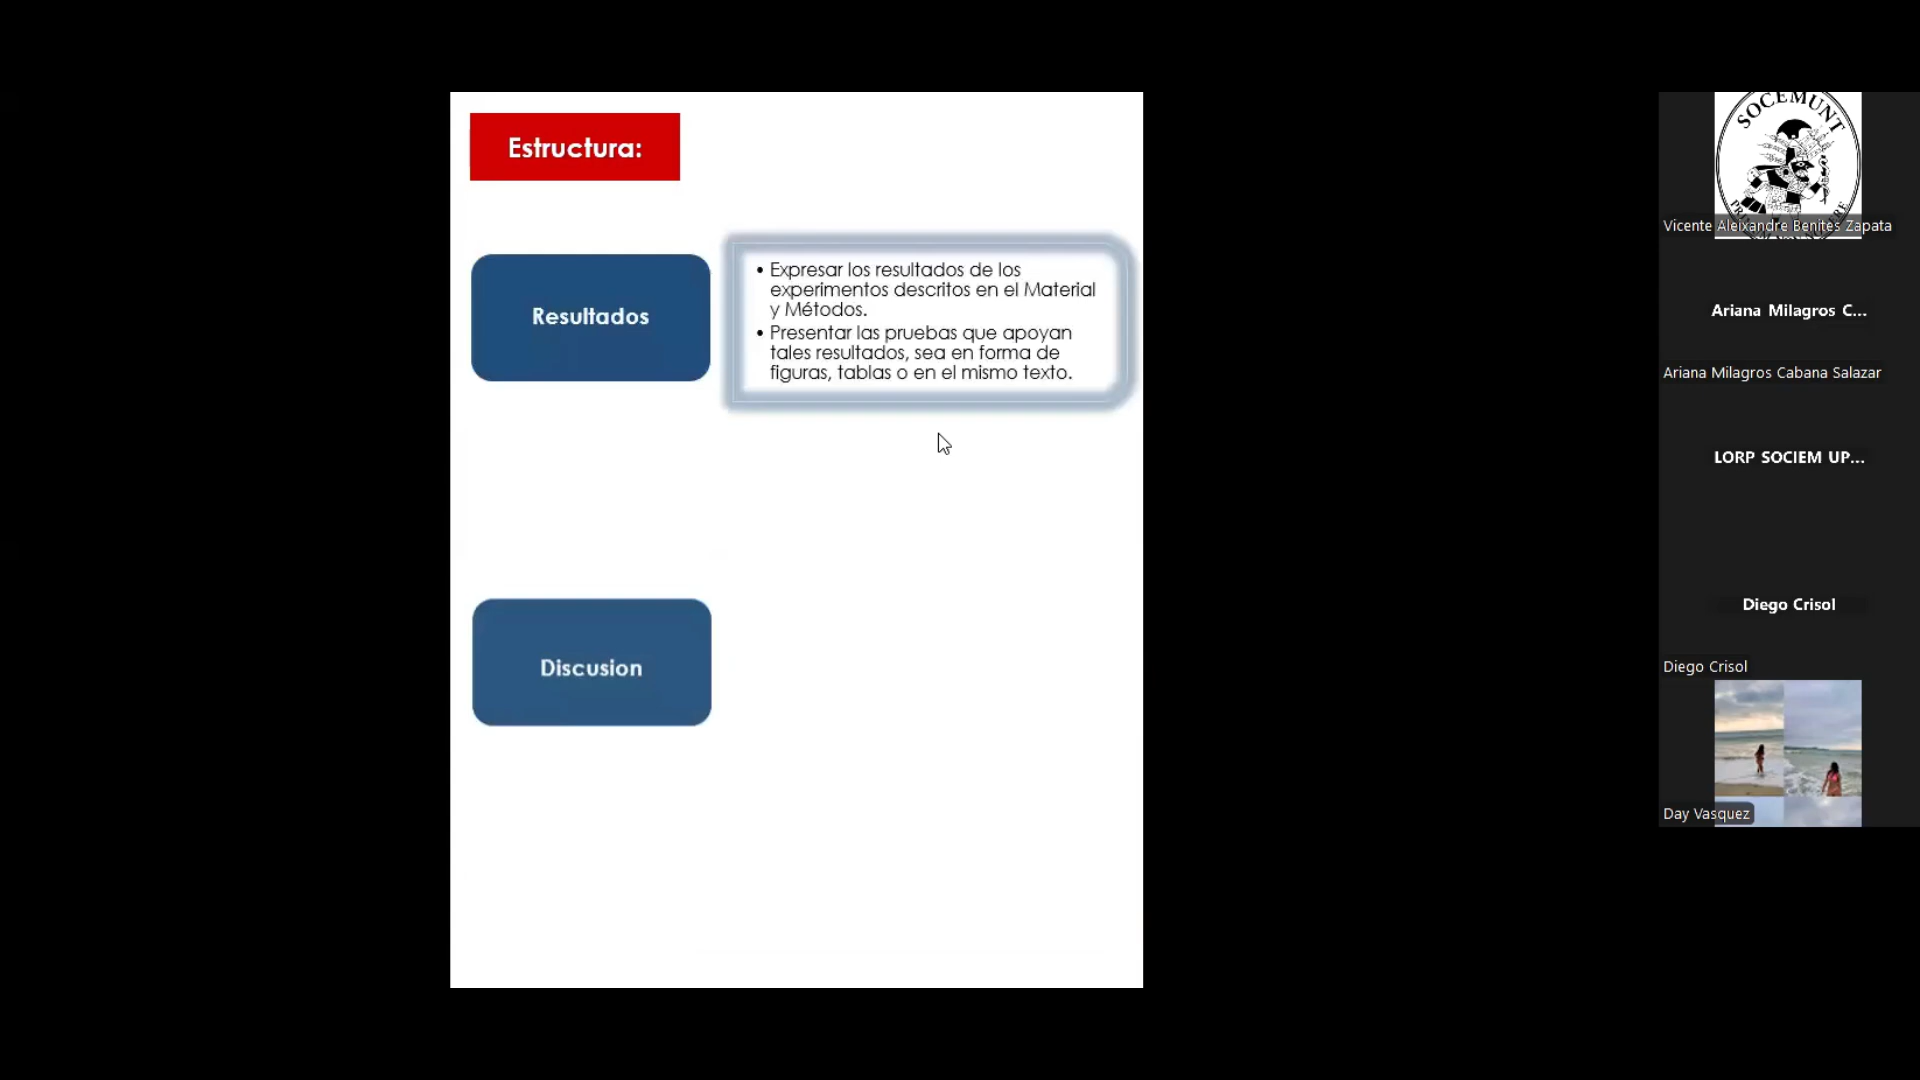 Estructura:
Resultados
• Expresar los resultados de los
experimentos descritos en el Material
y Métodos.
• Presentar las pruebas que apoyan
tales resultados, sea en forma de
figuras, tablas o en el mismo texto.
Discusion
SOCEMUNT
Vicente Aleixandre Benites Zapata
Ariana Milagros C...
Ariana Milagros Cabana Salazar
LORP SOCIEM UP...
Diego Crisol
Diego Crisol
Day Vasquez